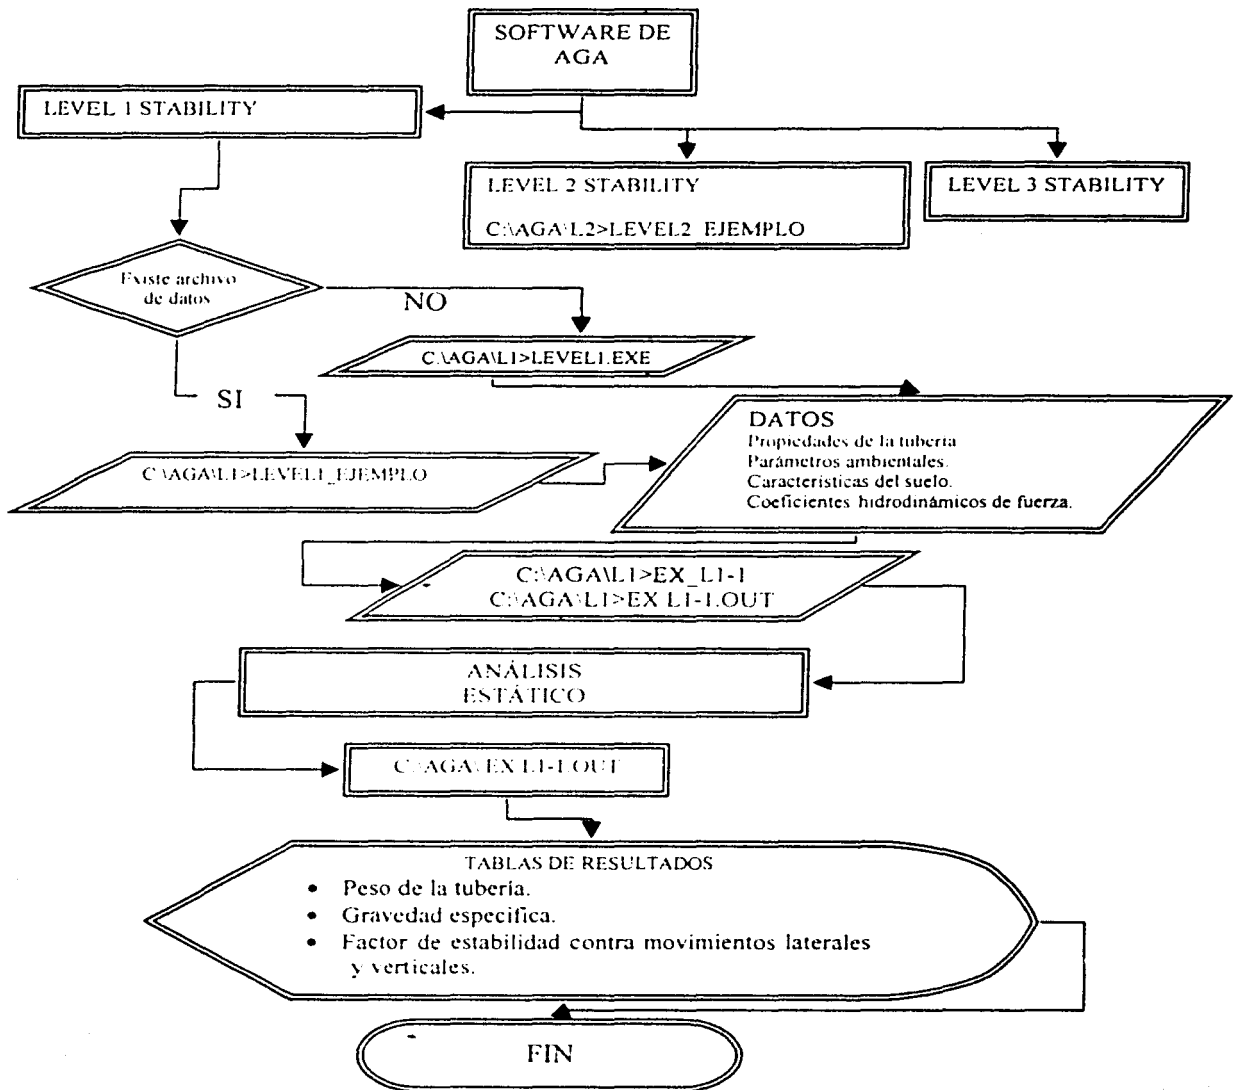 SOFTWARE DE
AGA
LEVEL 1 STABILITY
LEVEL 2 STABILITY
C:\AGA\L2>LEVEL2_EJEMPLO
LEVEL 3 STABILITY
Existe archivo
de datos
NO
C:\AGA\L1>LEVEL1.EXE
SI
DATOS
Propiedades de la tubería
Parámetros ambientales.
Características del suelo.
Coeficientes hidrodinámicos de fuerza.
C:\AGA\L1>LEVEL1_EJEMPLO
C:\AGA\L1>EX_L1-1
C:\AGA\L1>EX L1-1.OUT
ANÁLISIS
ESTÁTICO
C:\AGA\EX L1-1.OUT
TABLAS DE RESULTADOS
• Peso de la tubería.
• Gravedad especifica.
• Factor de estabilidad contra movimientos laterales
y verticales.
FIN